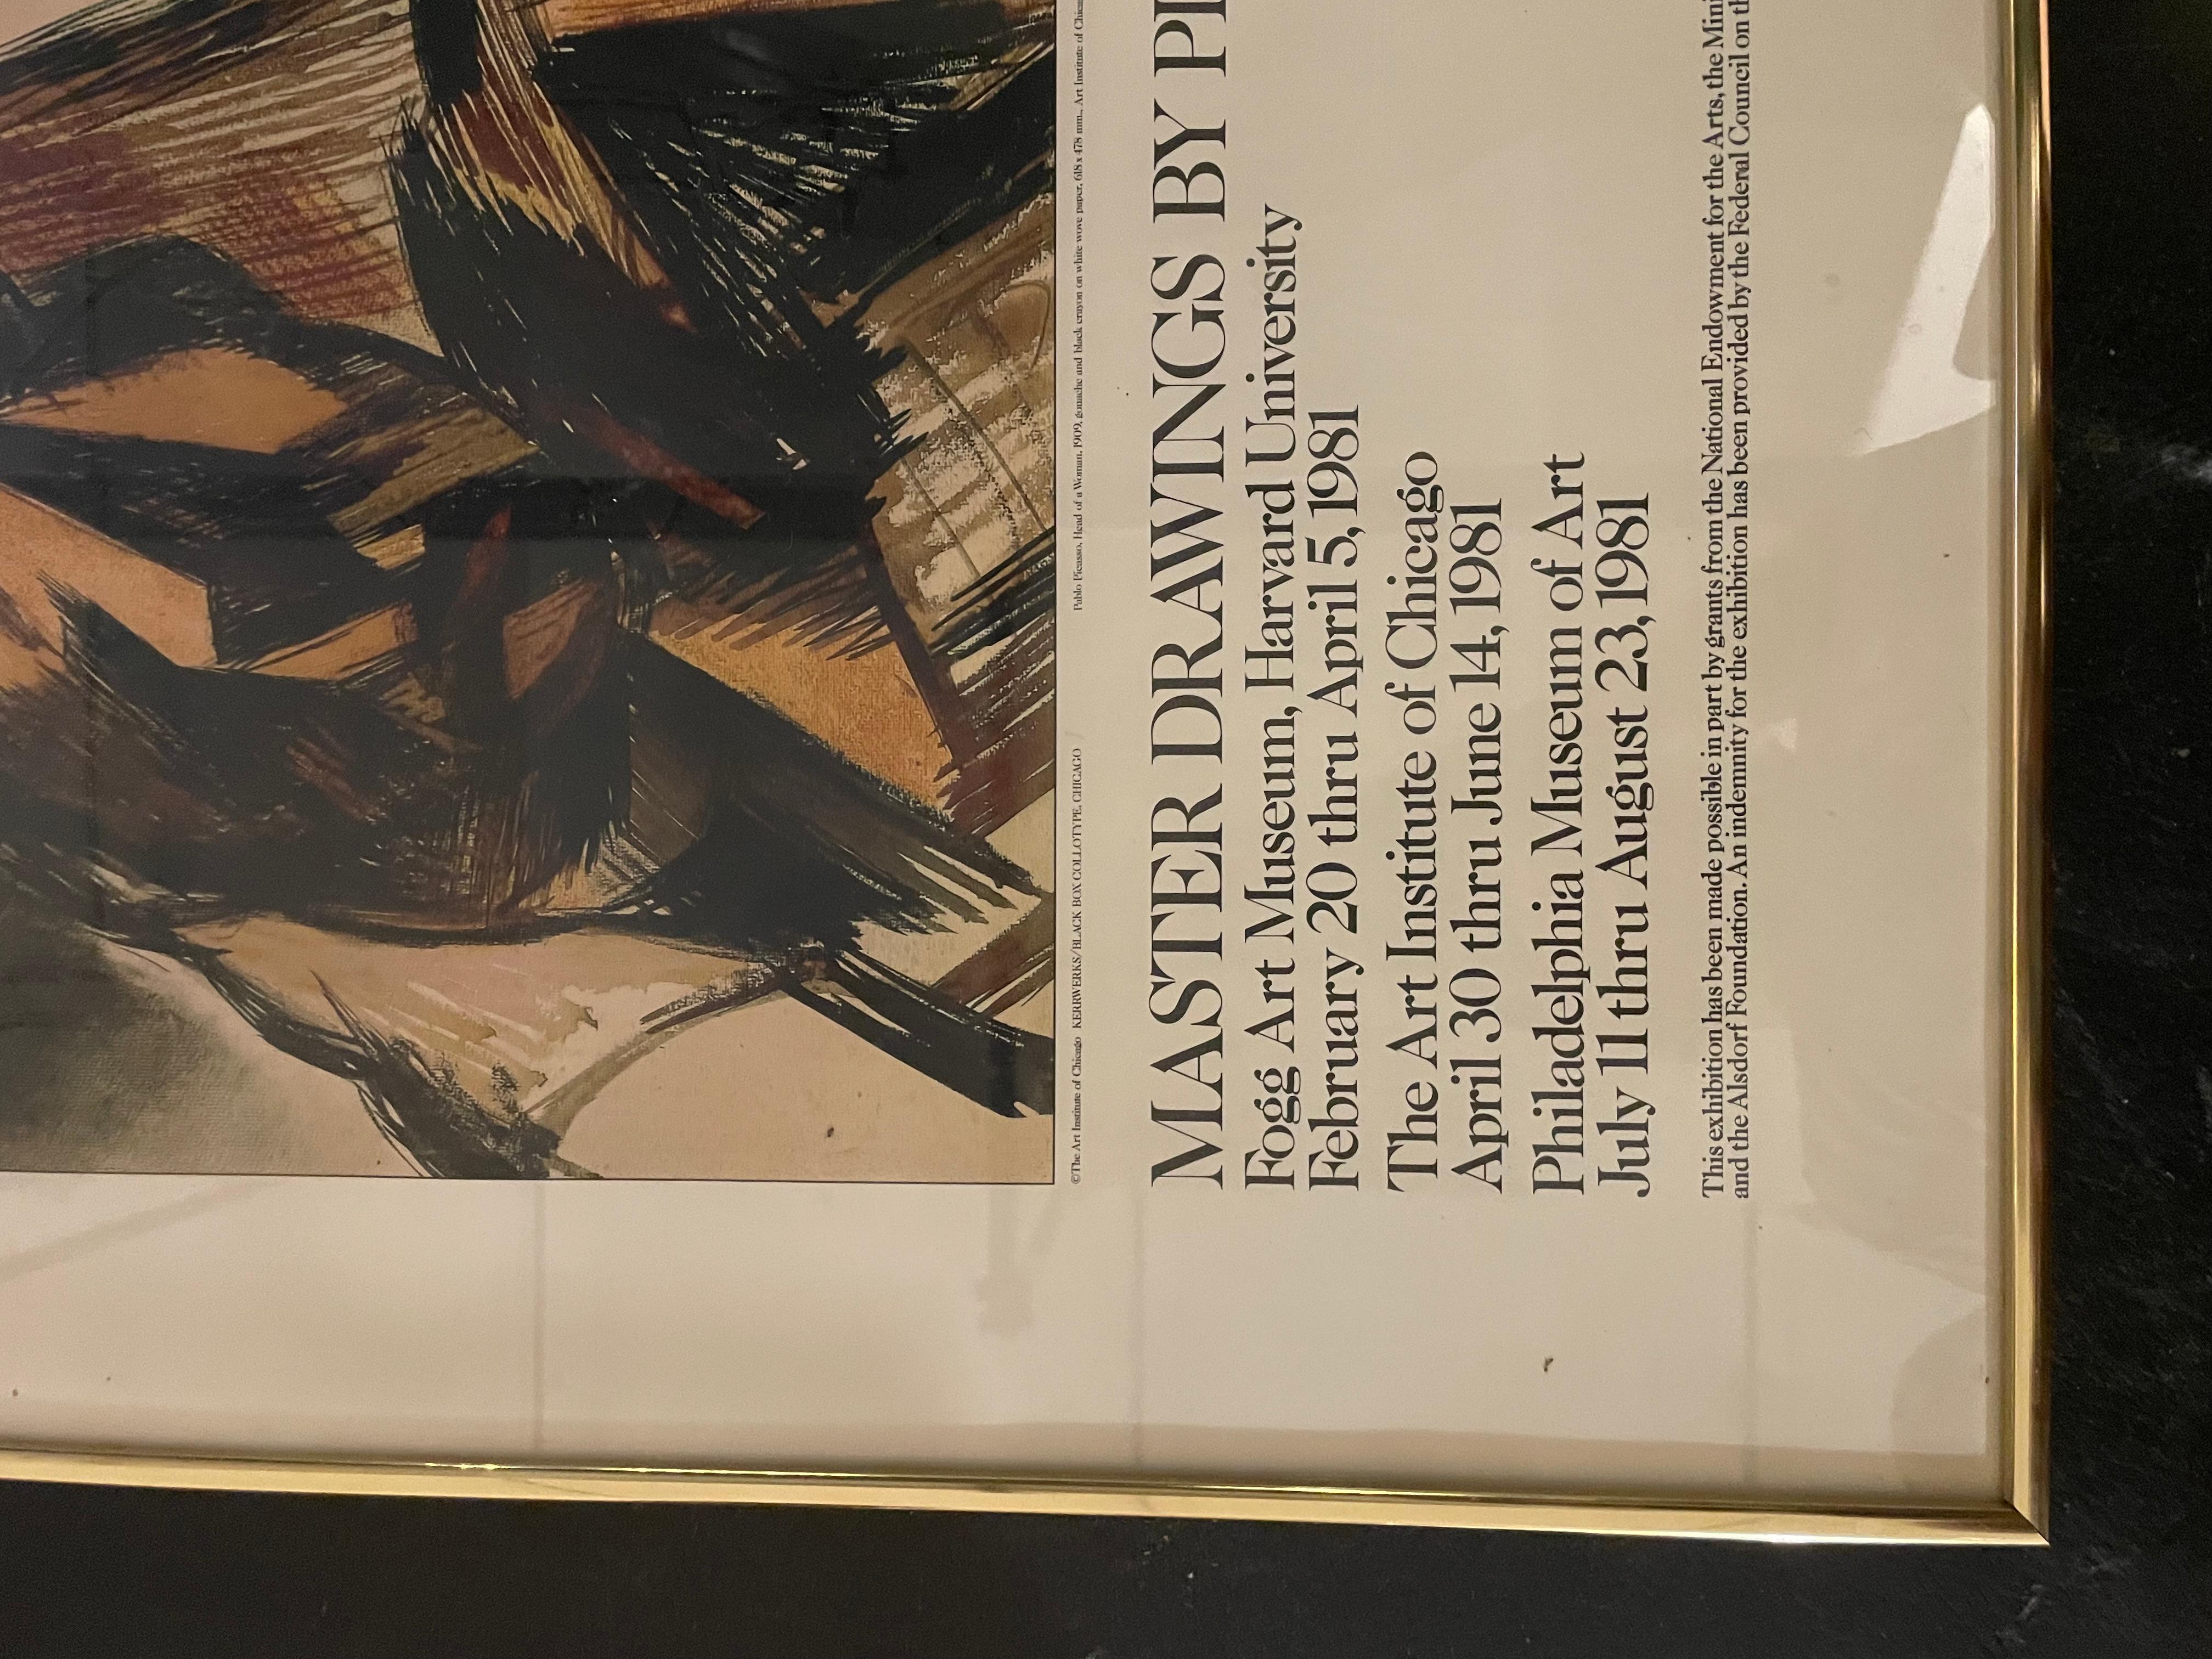 ©The Art Institute of Chicago KERRWERKS/BLACK BOX COLLOTYPE, CHICAGO Pablo Picasso, Head of a Woman, 1909, gouache and black crayon on white wove paper, 618 x 478 mm., Art Institute of
MASTER DRAWINGS BY
Fogg Art Museum, Harvard University
February 20 thru April 5, 1981
The Art Institute of Chicago
April 30 thru June 14, 1981
Philadelphia Museum of Art
July 11 thru August 23, 1981
This exhibition has been made possible in part by grants from the National Endowment for the Arts, the
and the Alsdorf Foundation. An indemnity for the exhibition has been provided by the Federal Council on